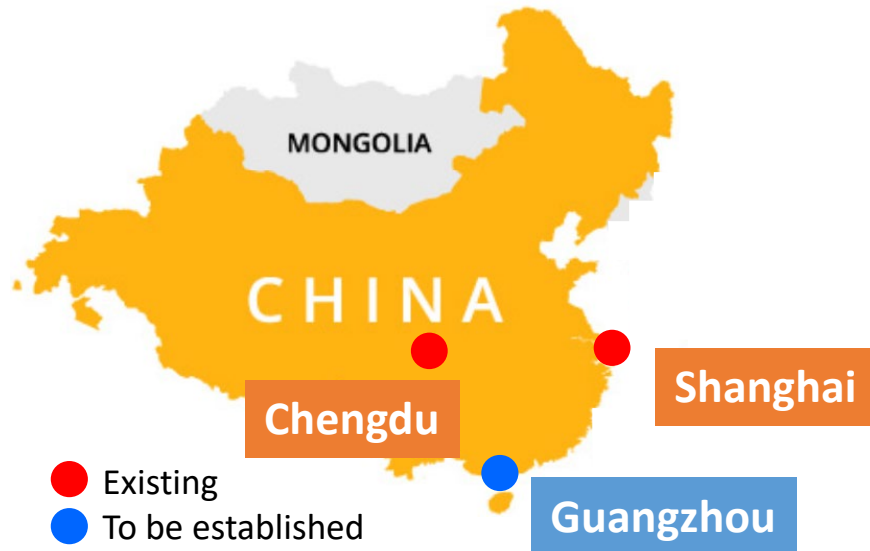 MONGOLIA
CHINA
Shanghai
Chengdu
Existing
Guangzhou
To be established